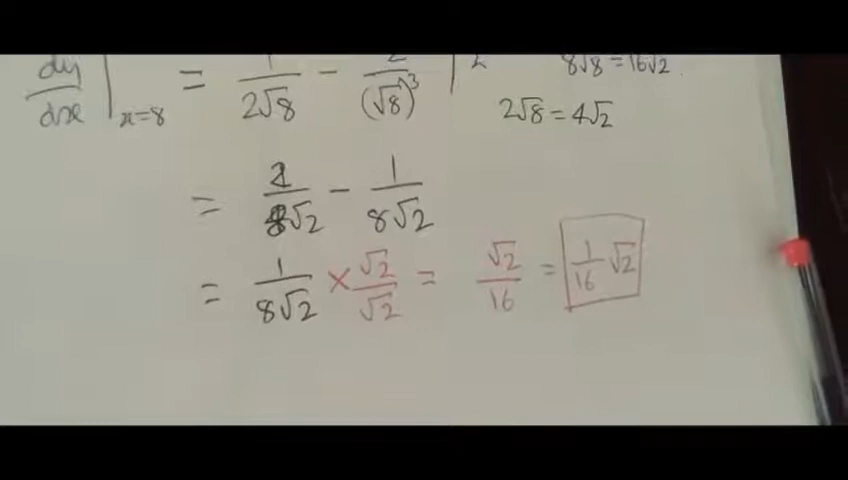 dy/dx |x=8 = 1/2√8 - 2/(√8)³ 8√8 = 16√2
2√8 = 4√2
= 2/8√2 - 1/8√2
= 1/8√2 × √2/√2 = √2/16 = 1/16 √2